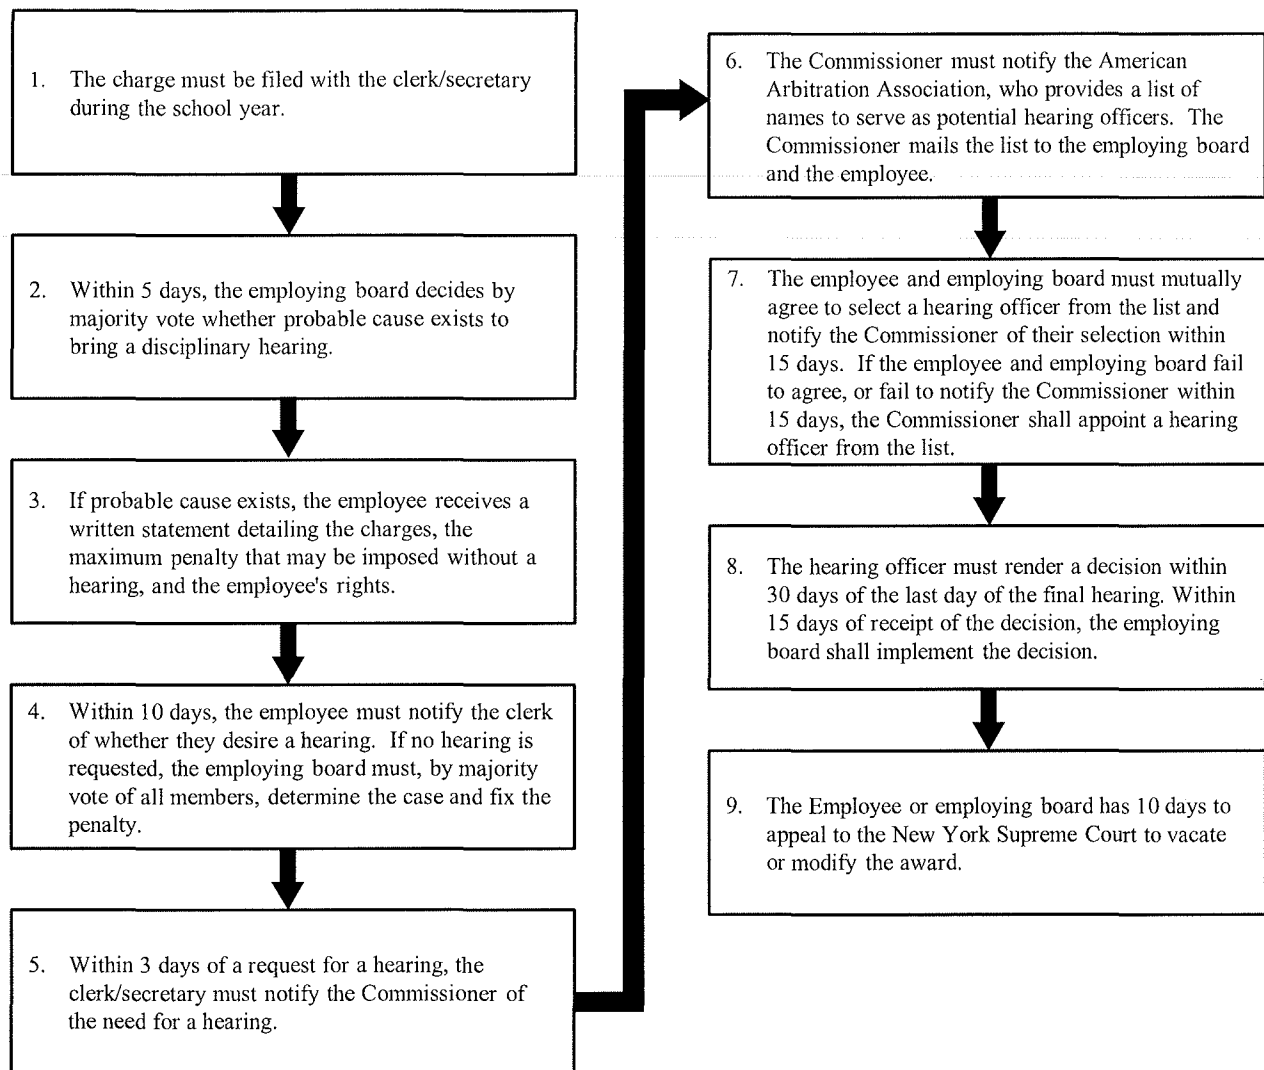 1. The charge must be filed with the clerk/secretary
during the school year.
2. Within 5 days, the employing board decides by
majority vote whether probable cause exists to
bring a disciplinary hearing.
3. If probable cause exists, the employee receives a
written statement detailing the charges, the
maximum penalty that may be imposed without a
hearing, and the employee's rights.
4. Within 10 days, the employee must notify the clerk
of whether they desire a hearing. If no hearing is
requested, the employing board must, by majority
vote of all members, determine the case and fix the
penalty.
5. Within 3 days of a request for a hearing, the
clerk/secretary must notify the Commissioner of
the need for a hearing.
6. The Commissioner must notify the American
Arbitration Association, who provides a list of
names to serve as potential hearing officers. The
Commissioner mails the list to the employing board
and the employee.
7. The employee and employing board must mutually
agree to select a hearing officer from the list and
notify the Commissioner of their selection within
15 days. If the employee and employing board fail
to agree, or fail to notify the Commissioner within
15 days, the Commissioner shall appoint a hearing
officer from the list.
8. The hearing officer must render a decision within
30 days of the last day of the final hearing. Within
15 days of receipt of the decision, the employing
board shall implement the decision.
9. The Employee or employing board has 10 days to
appeal to the New York Supreme Court to vacate
or modify the award.